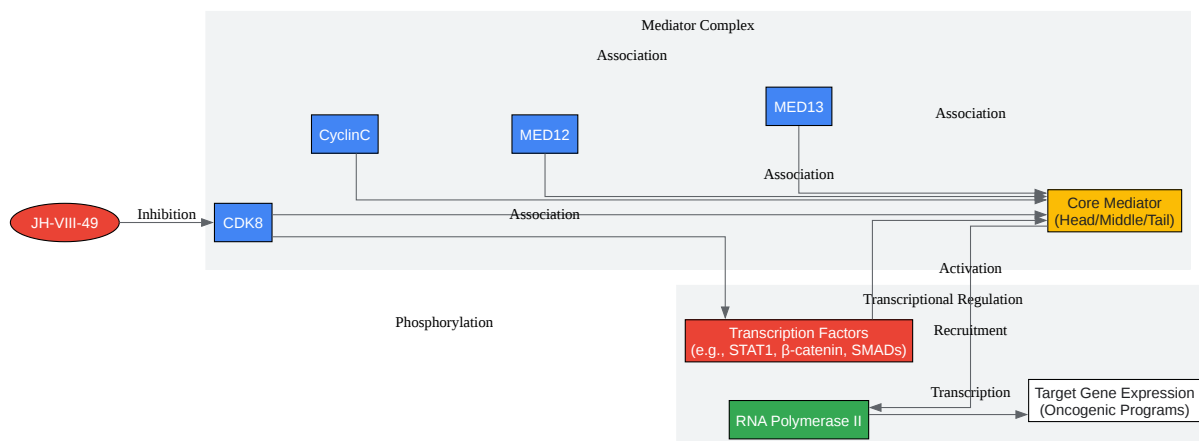 Mediator Complex
Association
MED13
Association
CyclinC
MED12
Association
JH-VIII-49
Inhibition
CDK8
Association
Core Mediator
(Head/Middle/Tail)
Activation
Transcriptional Regulation
Phosphorylation
Recruitment
Transcription Factors
(e.g., STAT1, β-catenin, SMADs)
Transcription
Target Gene Expression
(Oncogenic Programs)
RNA Polymerase II